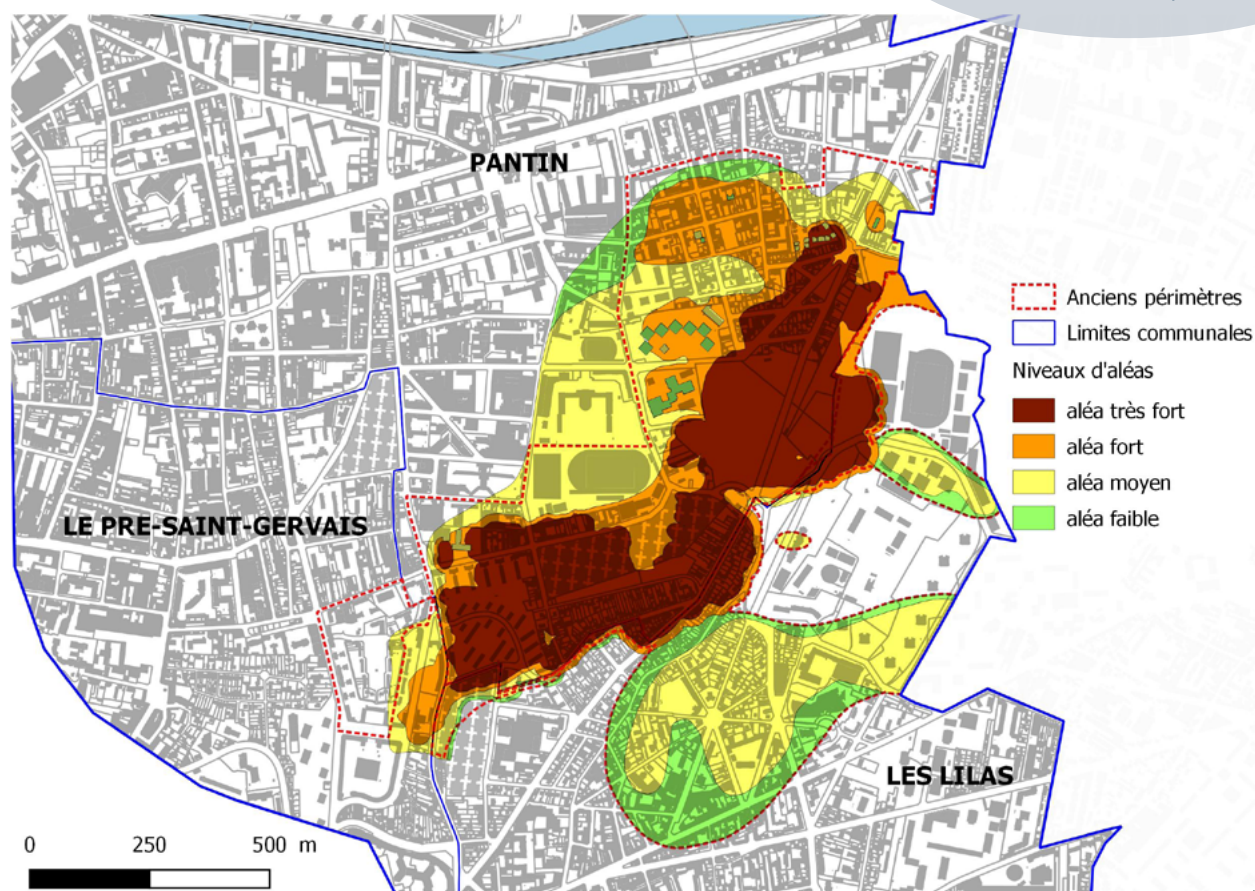 PANTIN
Anciens périmètres
Limites communales
Niveaux d'aléas
aléa très fort
aléa fort
aléa moyen
aléa faible
LE PRE-SAINT-GERVAIS
LES LILAS
0 250 500 m